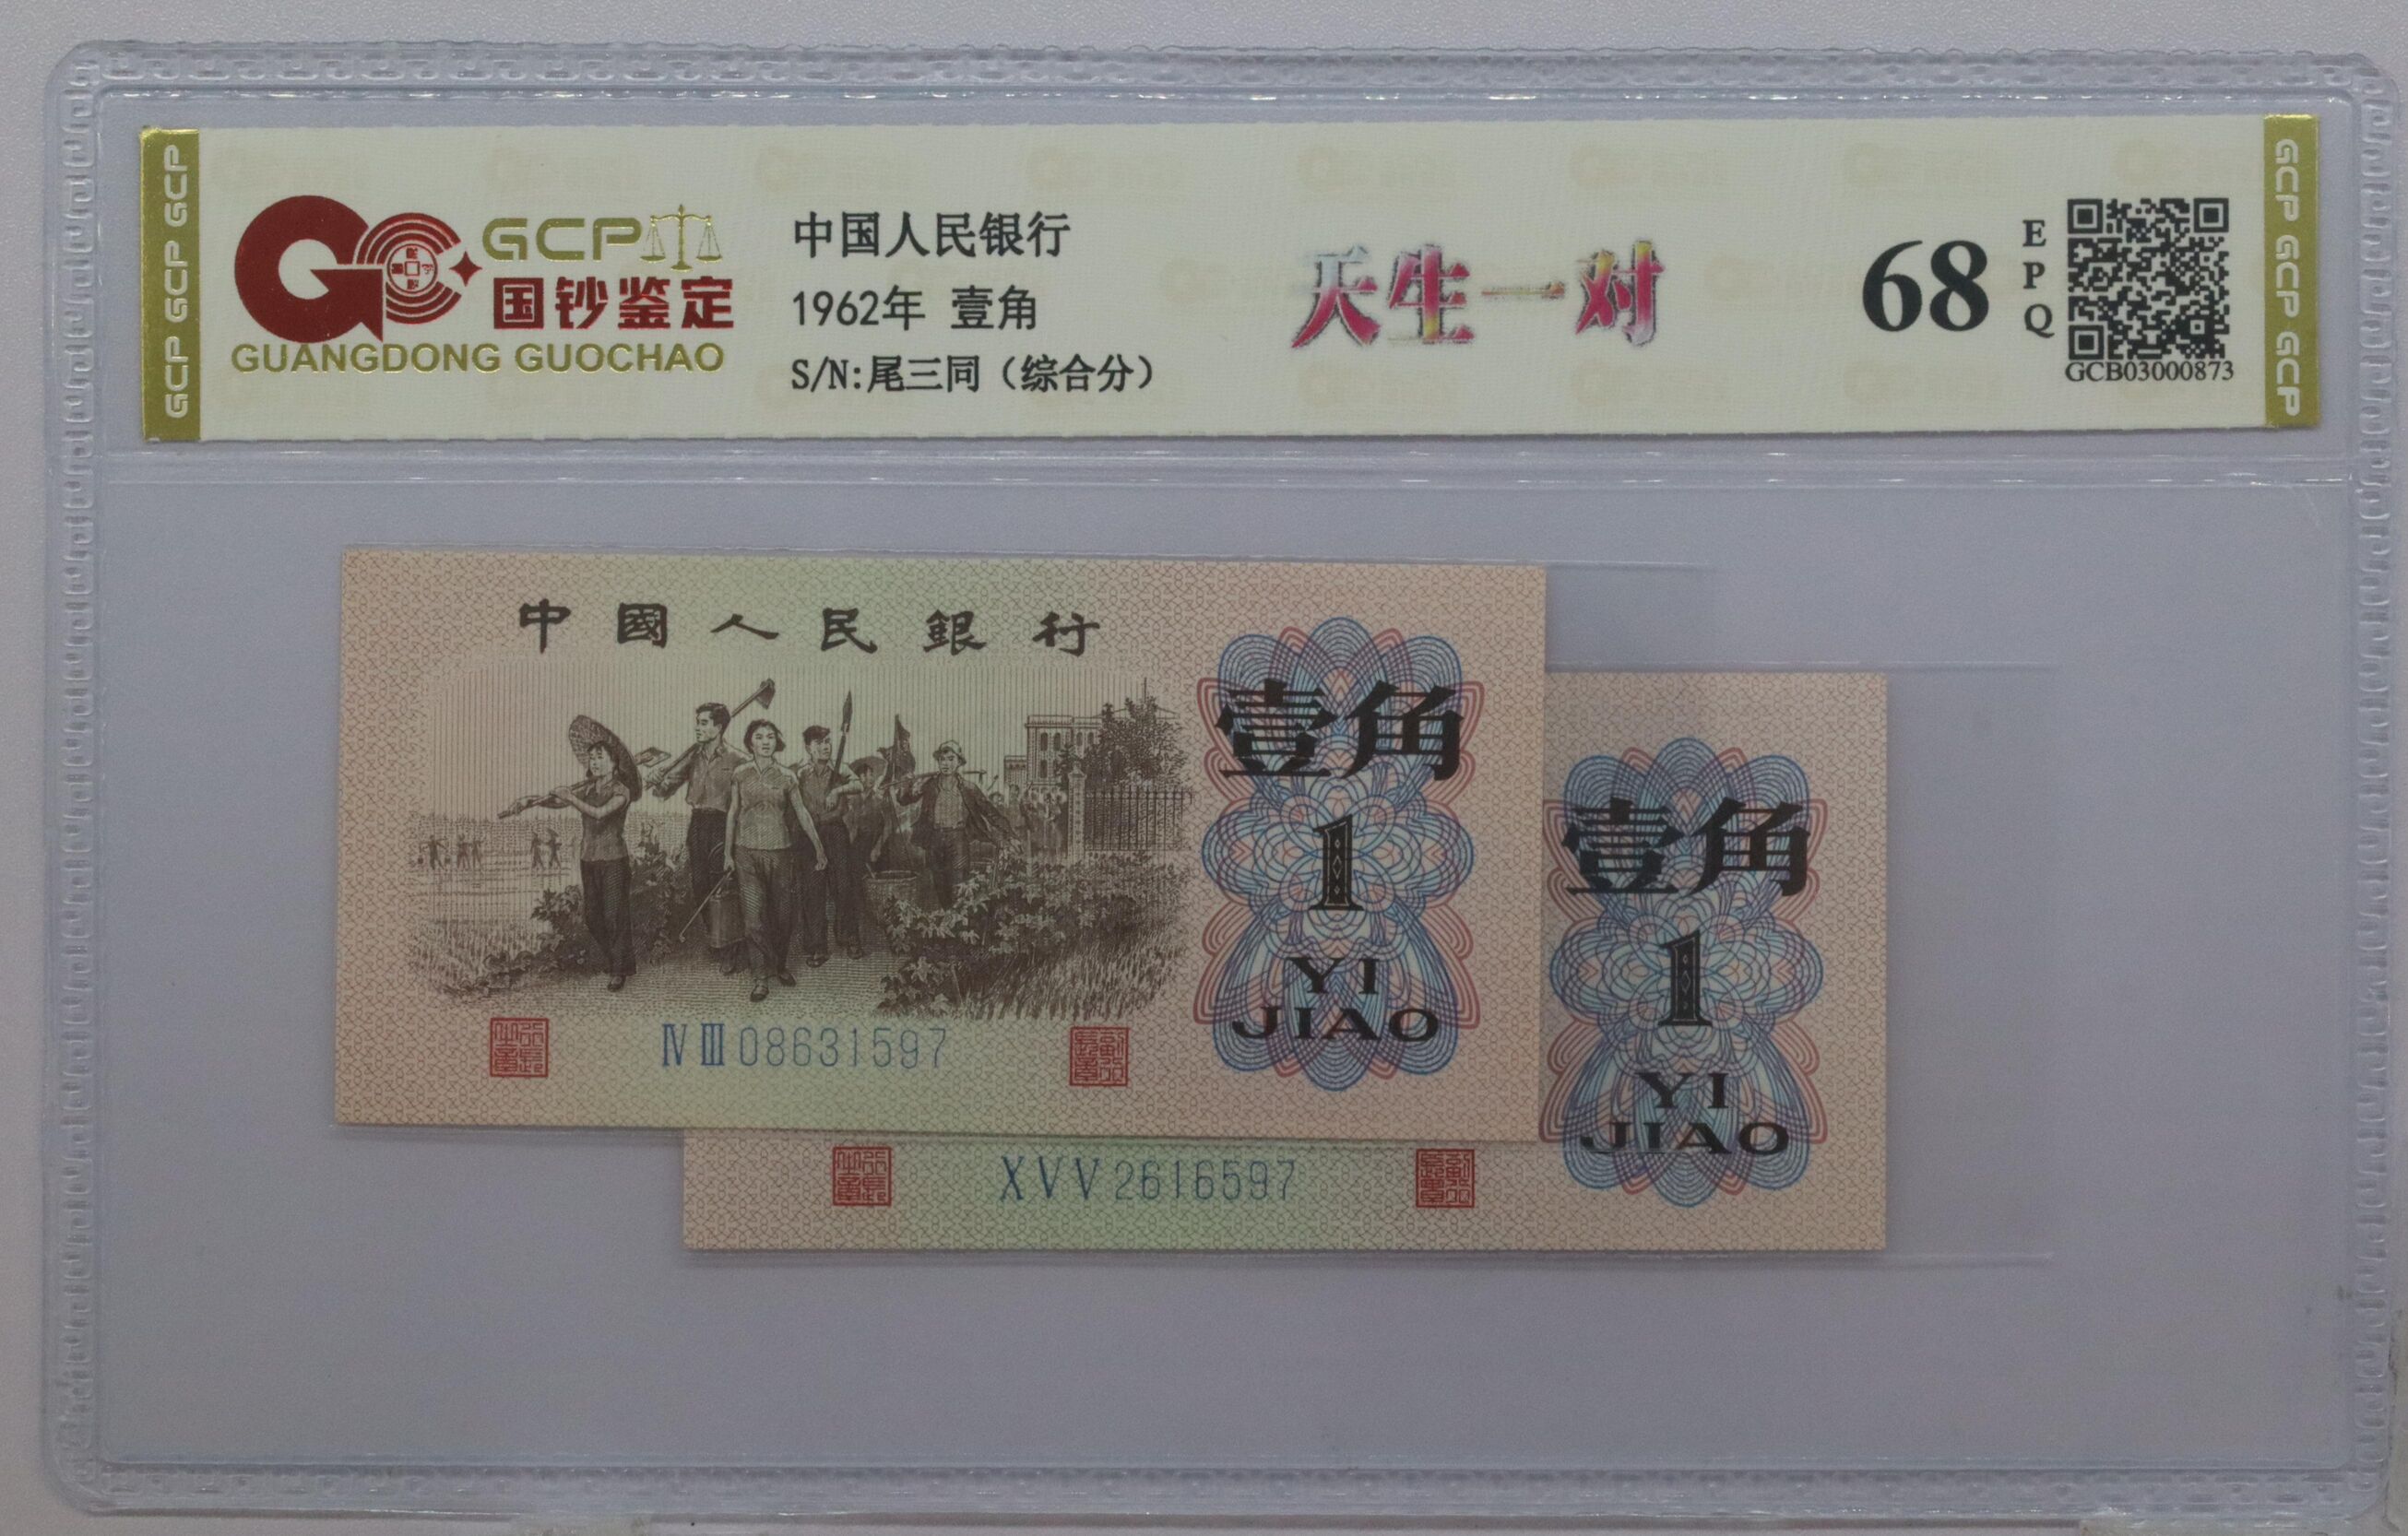 GCP GCP GCP
GCP
国钞鉴定
GUANGDONG GUOCHAO
中国人民银行
1962年 壹角
S/N:尾三同（综合分）
天生一对
68
EPQ
GCB03000873
GCP GCP GCP
中國人民銀行
壹角
1
YI
JIAO
ⅣⅢ08631597
壹角
1
YI
JIAO
ⅩⅤⅤ2616597